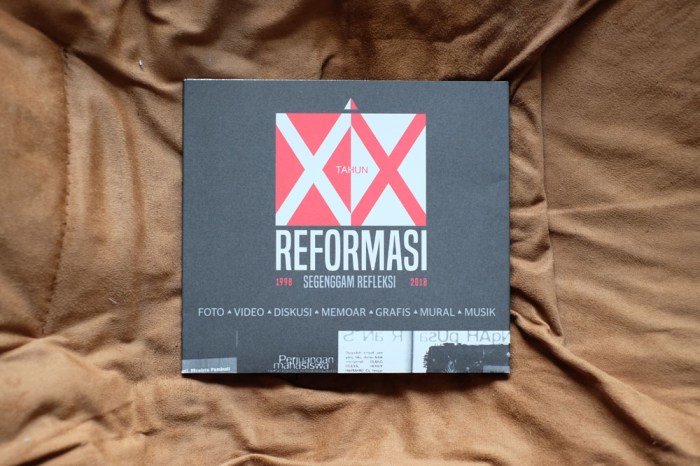 XX
TAHUN
REFORMASI
1998 SEGENGGAM REFLEKSI 2018
FOTO ▲ VIDEO ▲ DISKUSI ▲ MEMOAR ▲ GRAFIS ▲ MURAL ▲ MUSIK
Perjuangan
mahasiswa